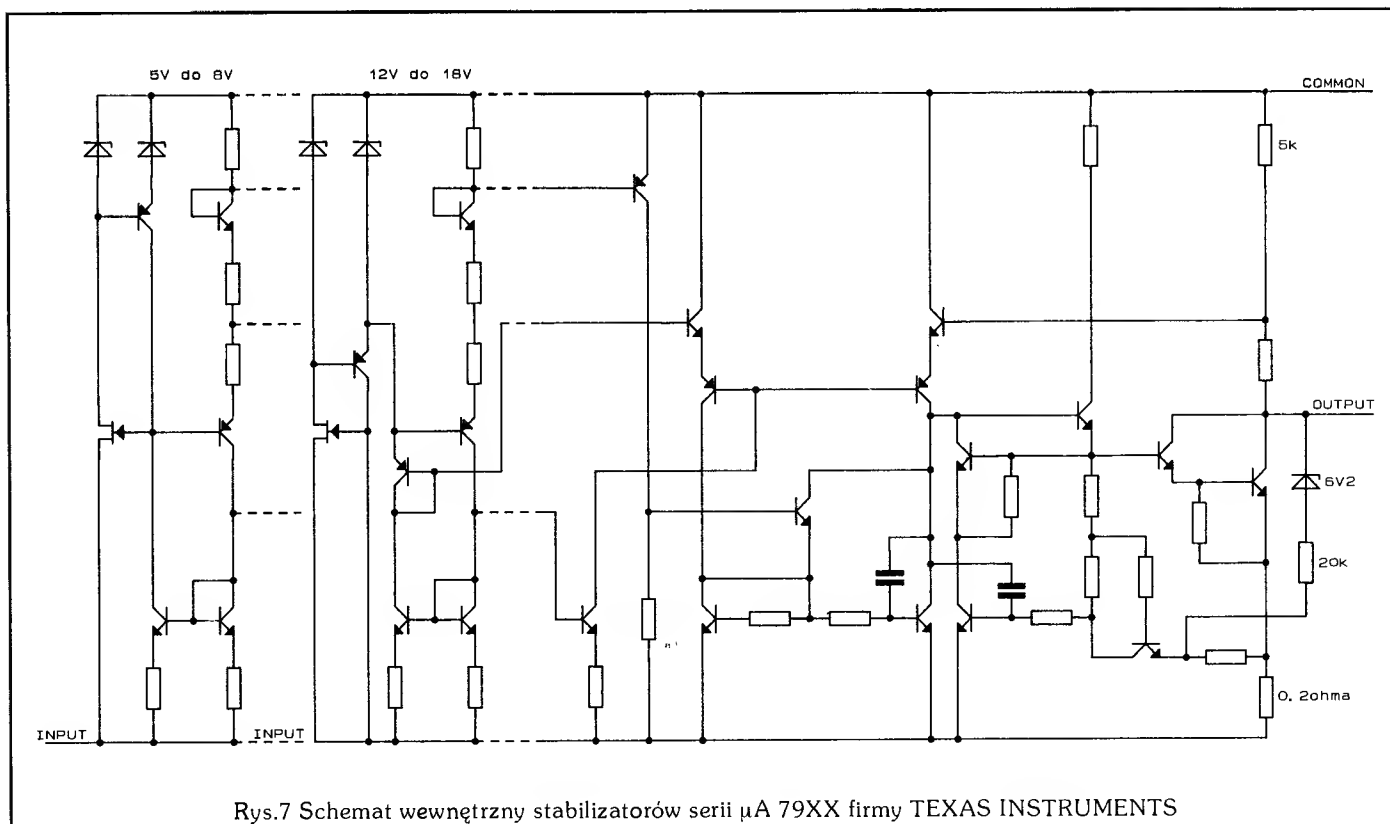 5V do 8V
12V do 18V
COMMON
5k
OUTPUT
6V2
20k
0.2ohma
INPUT
INPUT
Rys.7 Schemat wewnętrzny stabilizatorów serii µA 79XX firmy TEXAS INSTRUMENTS